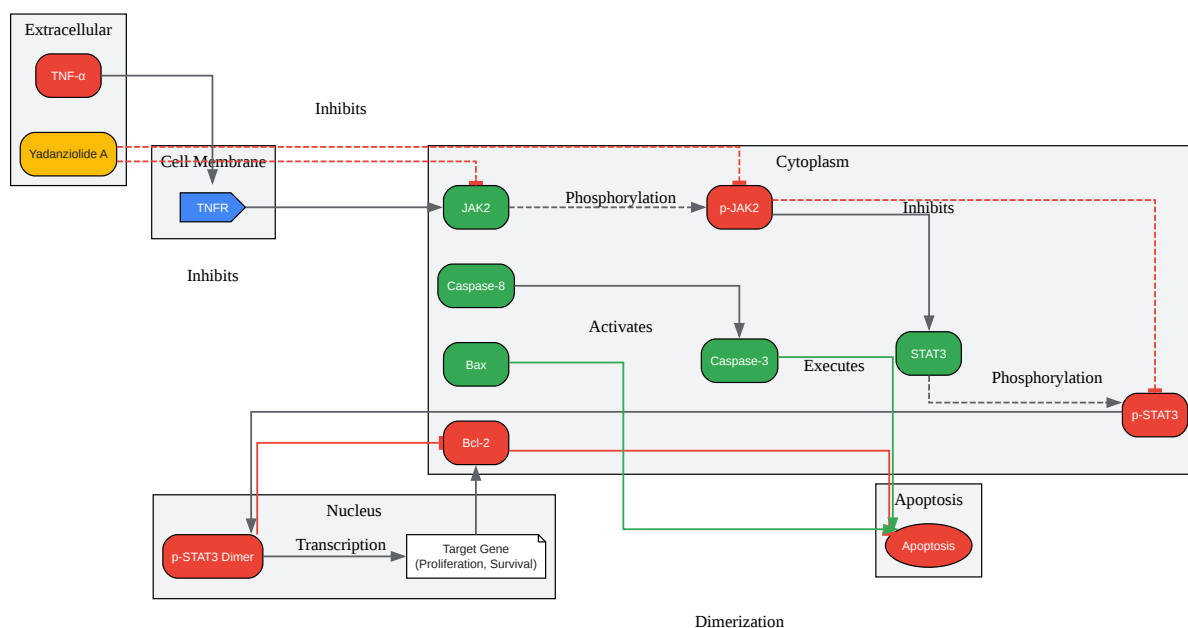 Extracellular
TNF-α
Inhibits
Yadanziolide A
Cell Membrane
Cytoplasm
TNFR
JAK2
Phosphorylation
p-JAK2
Inhibits
Inhibits
Caspase-8
Activates
Bax
Caspase-3
Executes
STAT3
Phosphorylation
p-STAT3
Bcl-2
Nucleus
Apoptosis
p-STAT3 Dimer
Transcription
Target Gene
(Proliferation, Survival)
Apoptosis
Dimerization